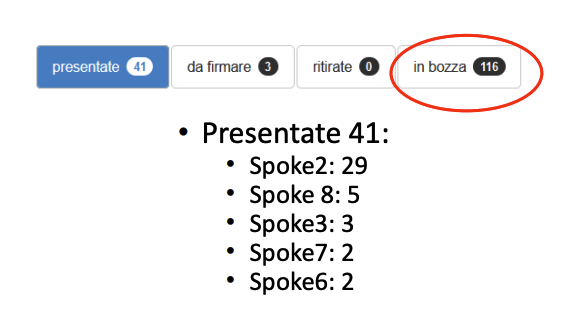 presentate 41 da firmare 3 ritirate 0 in bozza 116
• Presentate 41:
• Spoke2: 29
• Spoke 8: 5
• Spoke3: 3
• Spoke7: 2
• Spoke6: 2